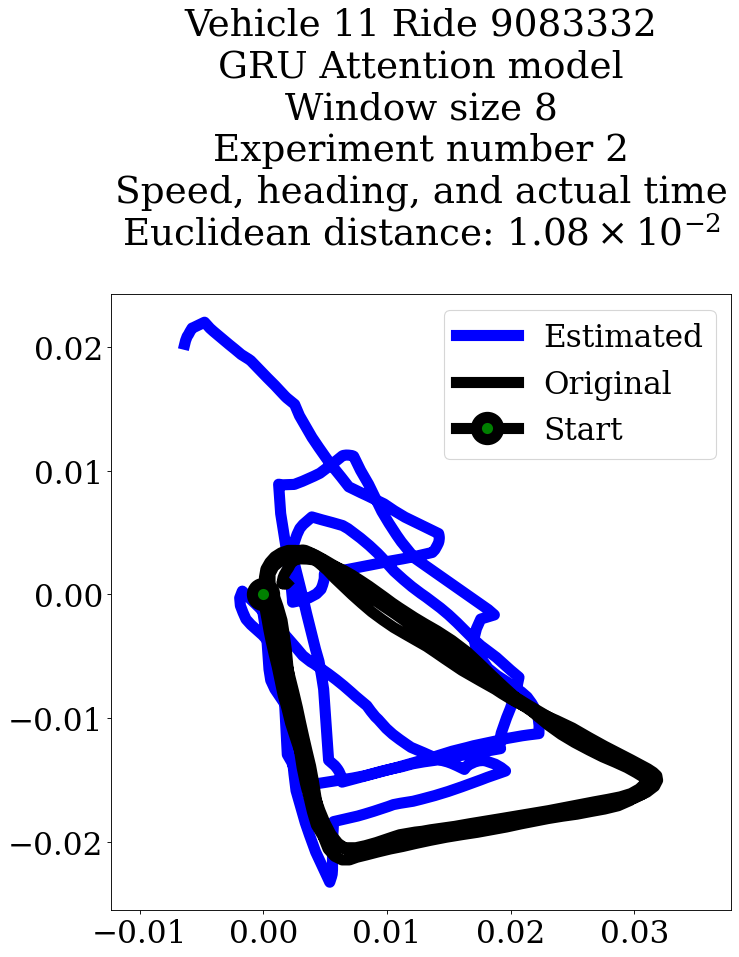 Vehicle 11 Ride 9083332
GRU Attention model
Window size 8
Experiment number 2
Speed, heading, and actual time
Euclidean distance: 1.08 × 10⁻²
Estimated
Original
Start
0.02
0.01
0.00
−0.01
−0.02
−0.01 0.00 0.01 0.02 0.03